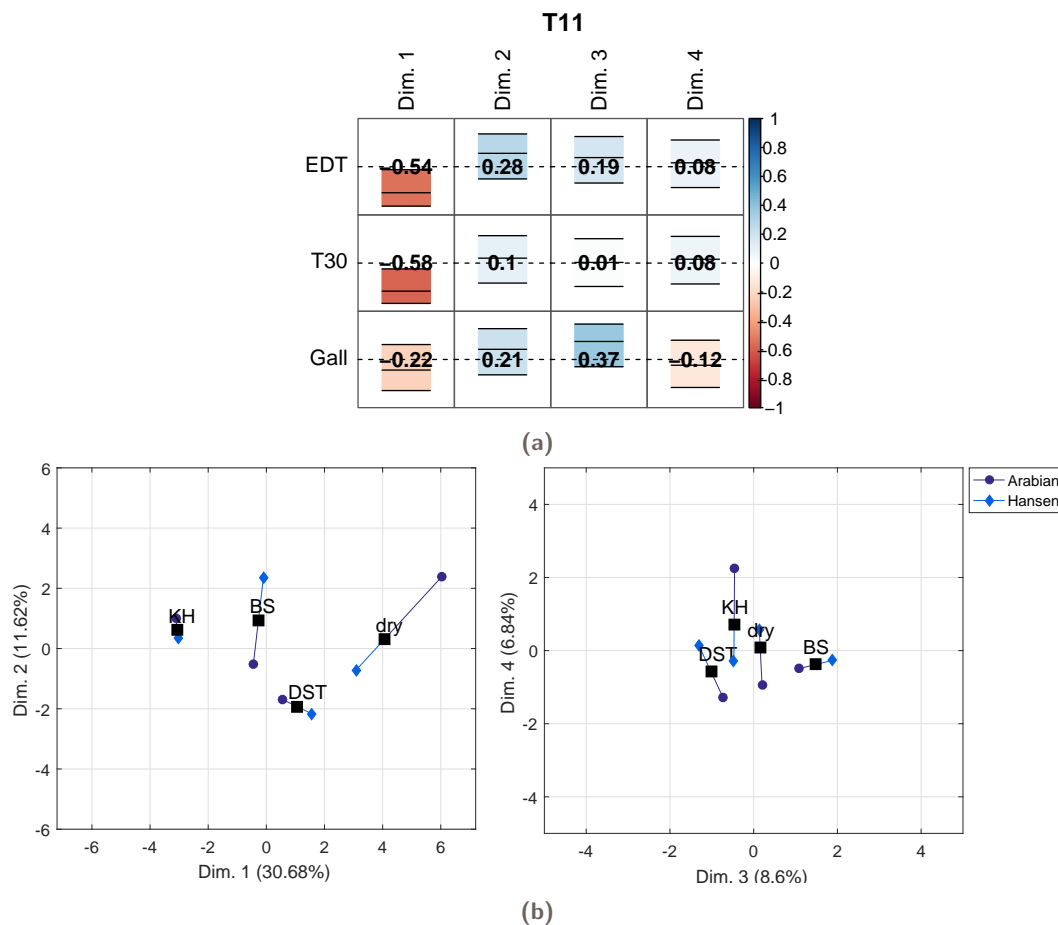 T11
Dim. 1 Dim. 2 Dim. 3 Dim. 4
EDT −0.54 0.28 0.19 0.08
T30 −0.58 0.1 0.01 0.08
Gall −0.22 0.21 0.37 −0.12
1
0.8
0.6
0.4
0.2
0
−0.2
−0.4
−0.6
−0.8
−1
(a)
6
4
2
0
-2
-4
-6
Dim. 2 (11.62%)
KH
BS
dry
DST
-6 -4 -2 0 2 4 6
Dim. 1 (30.68%)
4
2
0
-2
-4
Dim. 4 (6.84%)
KH
dry
DST
BS
-4 -2 0 2 4
Dim. 3 (8.6%)
Arabian
Hansen
(b)